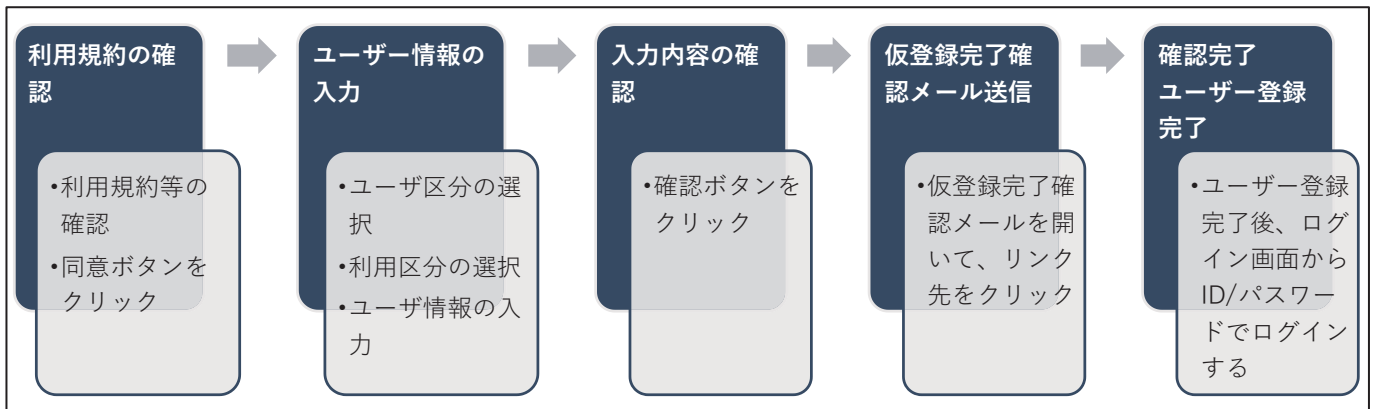 利用規約の確
認
•利用規約等の
確認
•同意ボタンを
クリック
ユーザー情報の
入力
•ユーザ区分の選
択
•利用区分の選択
•ユーザ情報の入
力
入力内容の確
認
•確認ボタンを
クリック
仮登録完了確
認メール送信
•仮登録完了確
認メールを開
いて、リンク
先をクリック
確認完了
ユーザー登録
完了
•ユーザー登録
完了後、ログ
イン画面から
ID/パスワー
ドでログイン
する